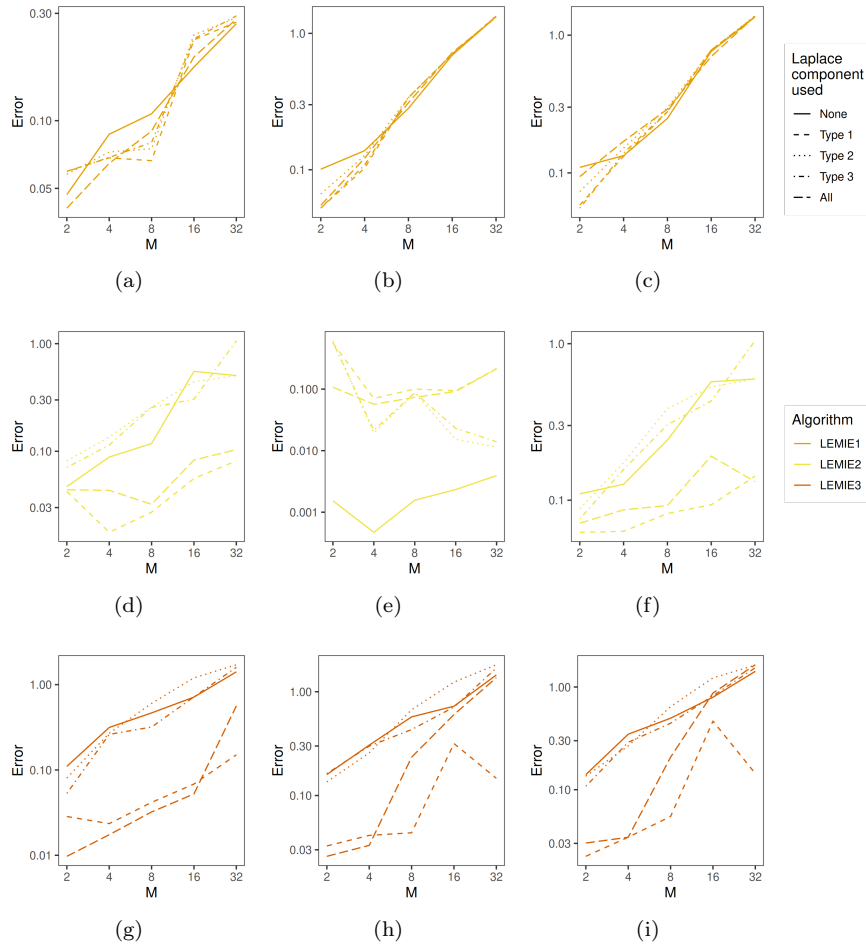 0.30
0.10
0.05
Error
2 4 8 16 32
M
(a)
1.0
0.3
0.1
Error
2 4 8 16 32
M
(b)
1.0
0.3
0.1
Error
2 4 8 16 32
M
(c)
Laplace
component
used
None
Type 1
Type 2
Type 3
All
1.00
0.30
0.10
0.03
Error
2 4 8 16 32
M
(d)
0.100
0.010
0.001
Error
2 4 8 16 32
M
(e)
1.0
0.3
0.1
Error
2 4 8 16 32
M
(f)
Algorithm
LEMIE1
LEMIE2
LEMIE3
1.00
0.10
0.01
Error
2 4 8 16 32
M
(g)
1.00
0.30
0.10
0.03
Error
2 4 8 16 32
M
(h)
1.00
0.30
0.10
0.03
Error
2 4 8 16 32
M
(i)